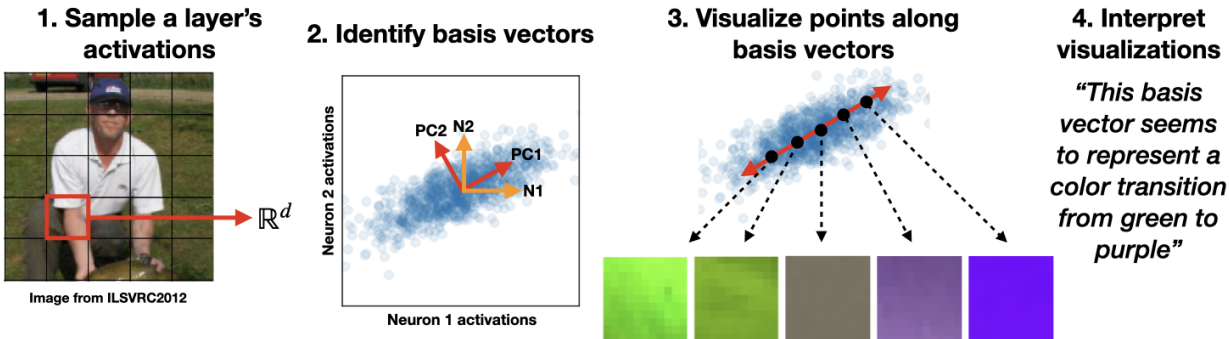 1. Sample a layer's
activations
ℝᵈ
Image from ILSVRC2012
2. Identify basis vectors
Neuron 2 activations
PC2
N2
PC1
N1
Neuron 1 activations
3. Visualize points along
basis vectors
4. Interpret
visualizations
“This basis
vector seems
to represent a
color transition
from green to
purple”